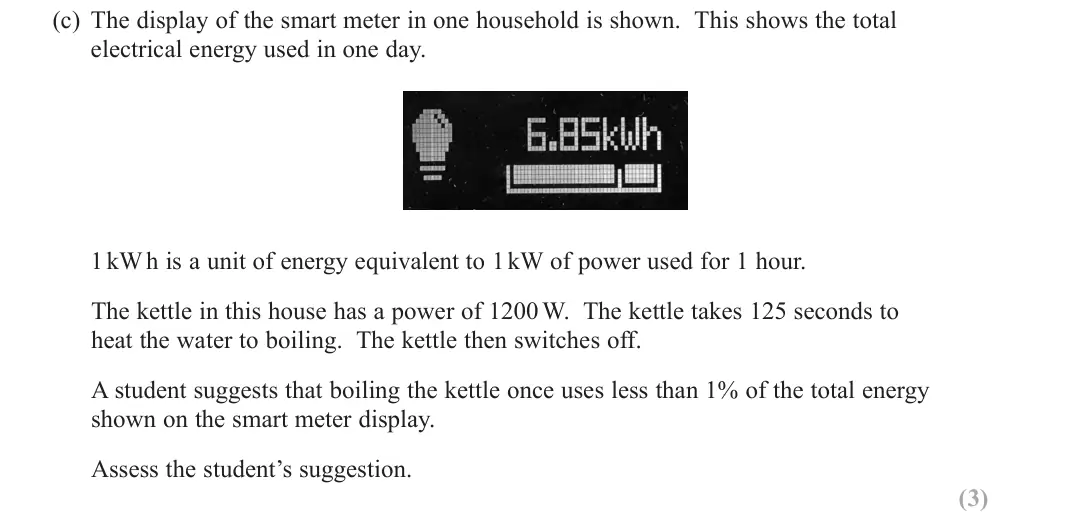 (c) The display of the smart meter in one household is shown. This shows the total
electrical energy used in one day.
6.85kWh
1 kW h is a unit of energy equivalent to 1 kW of power used for 1 hour.
The kettle in this house has a power of 1200 W. The kettle takes 125 seconds to
heat the water to boiling. The kettle then switches off.
A student suggests that boiling the kettle once uses less than 1% of the total energy
shown on the smart meter display.
Assess the student’s suggestion.
(3)